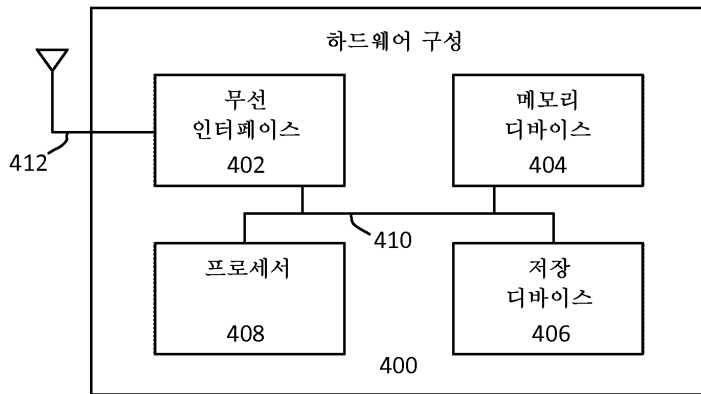 하드웨어 구성
무선
인터페이스
402
메모리
디바이스
404
412
410
프로세서
408
저장
디바이스
406
400